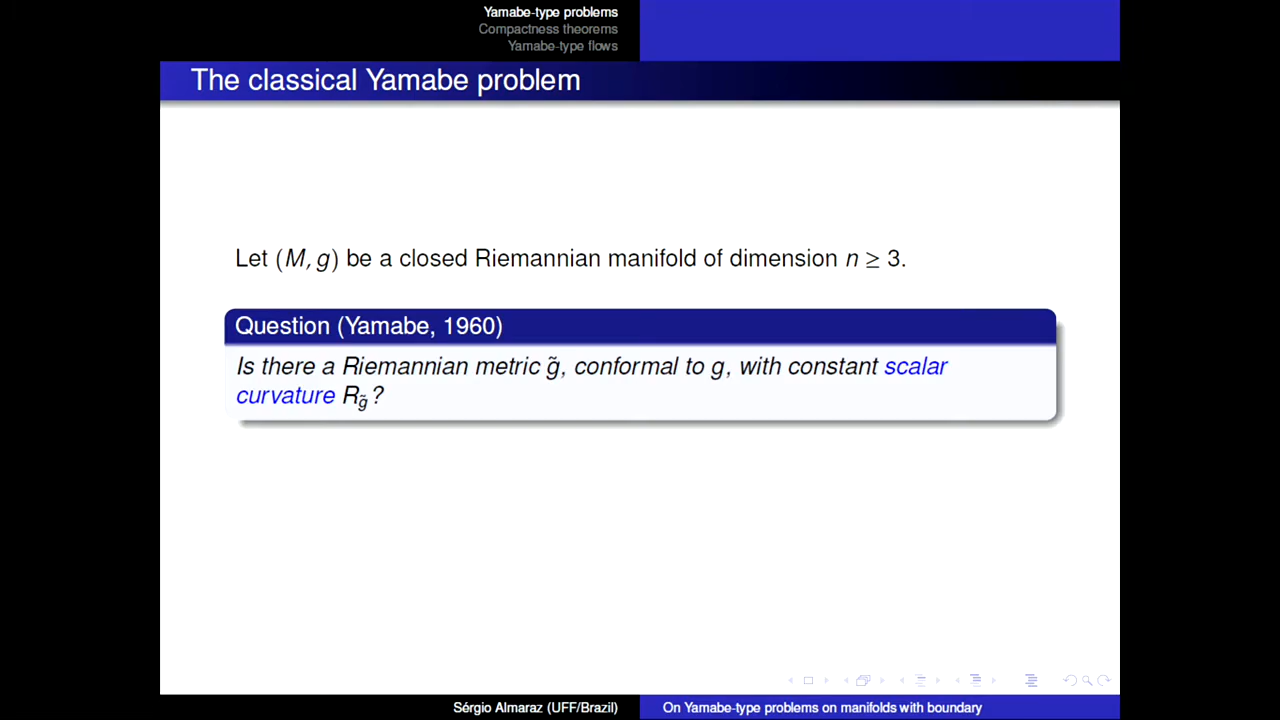 Yamabe-type problems
Compactness theorems
Yamabe-type flows
The classical Yamabe problem
Let (M, g) be a closed Riemannian manifold of dimension n ≥ 3.
Question (Yamabe, 1960)
Is there a Riemannian metric g̃, conformal to g, with constant scalar
curvature R_g̃ ?
Sérgio Almaraz (UFF/Brazil)
On Yamabe-type problems on manifolds with boundary